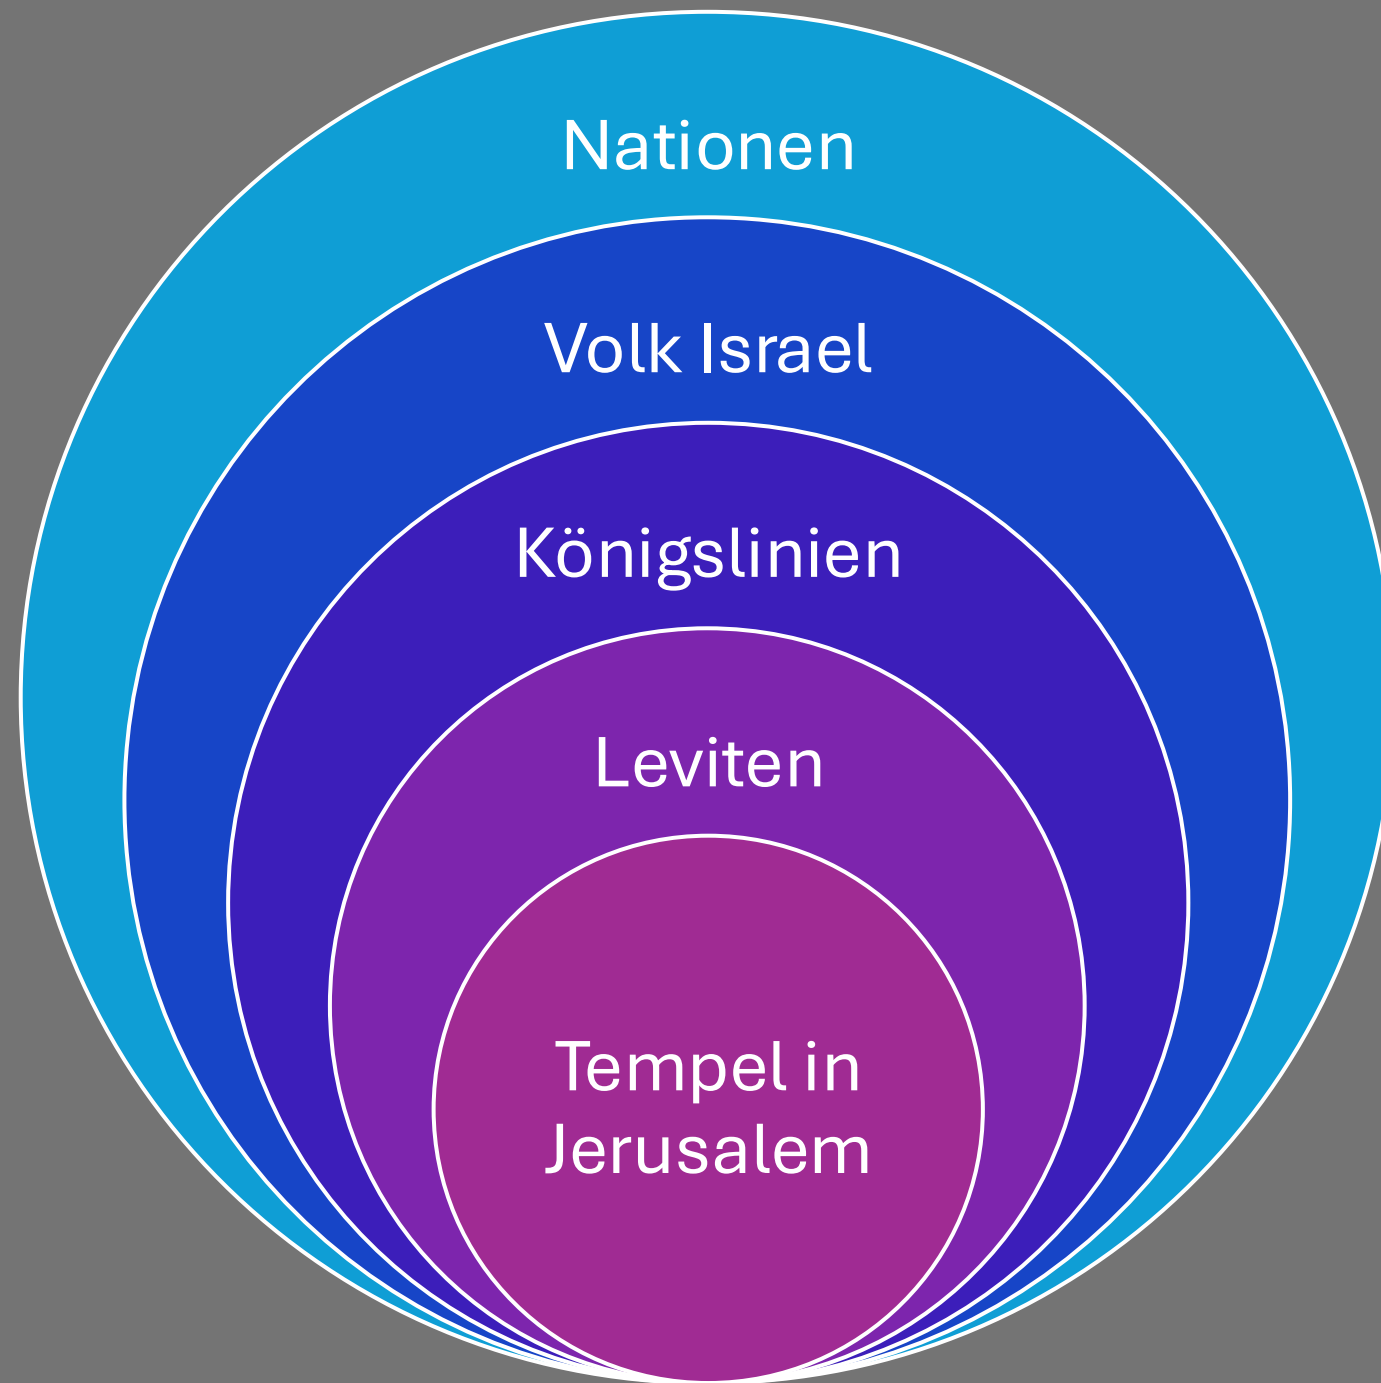 Nationen
Volk Israel
Königslinien
Leviten
Tempel in
Jerusalem